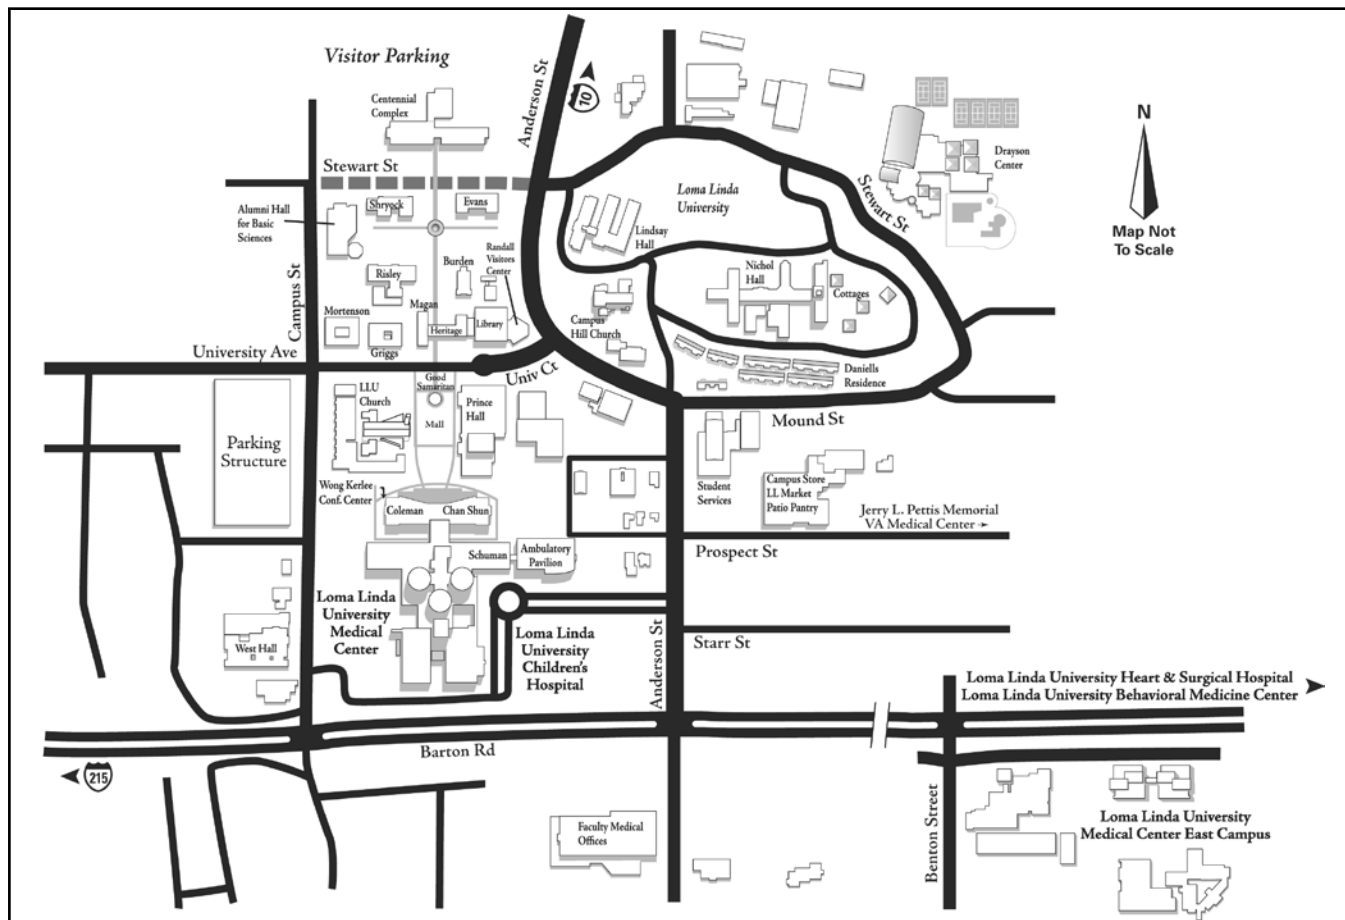 Visitor Parking
Centennial
Complex
Anderson St
10
N
Map Not
To Scale
Drayson
Center
Stewart St
Stewart St
Loma Linda
University
Alumni Hall
for Basic
Sciences
Shryock
Evans
Lindsay
Hall
Randall
Visitors
Center
Burden
Risley
Nichol
Hall
Cottages
Campus St
Magan
Mortenson
Heritage
Library
Griggs
Campus
Hill Church
University Ave
Univ Ct
Daniells
Residence
Good
Samaritan
LLU
Church
Prince
Hall
Mall
Mound St
Parking
Structure
Student
Services
Campus Store
LL Market
Patio Pantry
Wong Kerlee
Conf. Center
Coleman
Chan Shun
Jerry L. Pettis Memorial
VA Medical Center
Schuman
Ambulatory
Pavilion
Prospect St
Loma Linda
University
Medical
Center
Loma Linda
University
Children's
Hospital
Anderson St
Starr St
West Hall
Loma Linda University Heart & Surgical Hospital
Loma Linda University Behavioral Medicine Center
Barton Rd
215
Benton Street
Faculty Medical
Offices
Loma Linda University
Medical Center East Campus